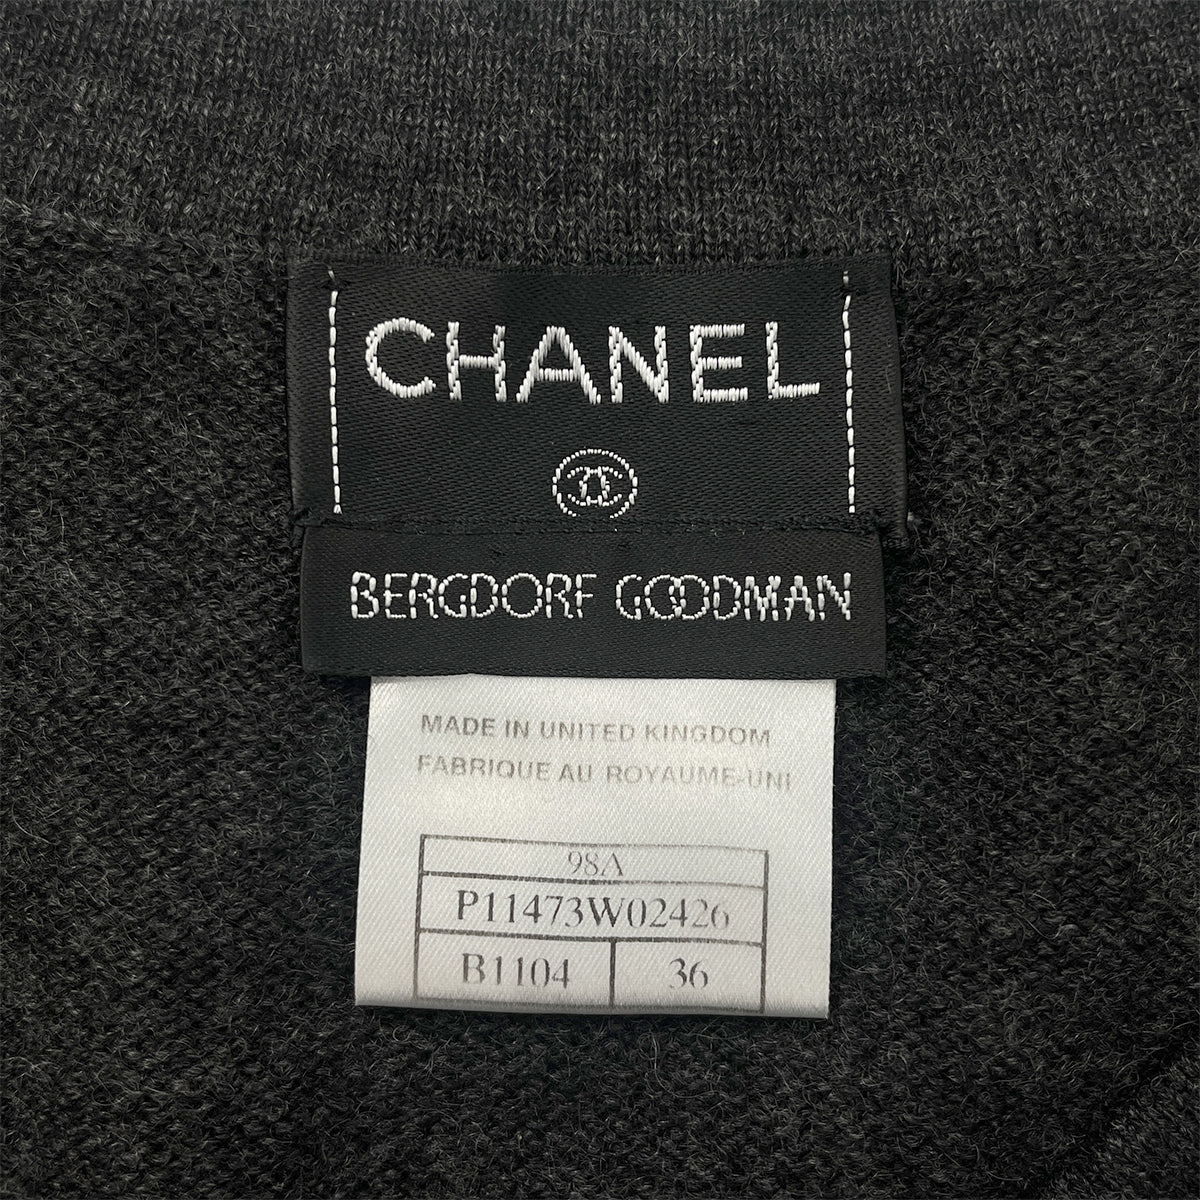 CHANEL
BERGDORF GOODMAN
MADE IN UNITED KINGDOM
FABRIQUE AU ROYAUME-UNI
98A
P11473W02426
B1104 36